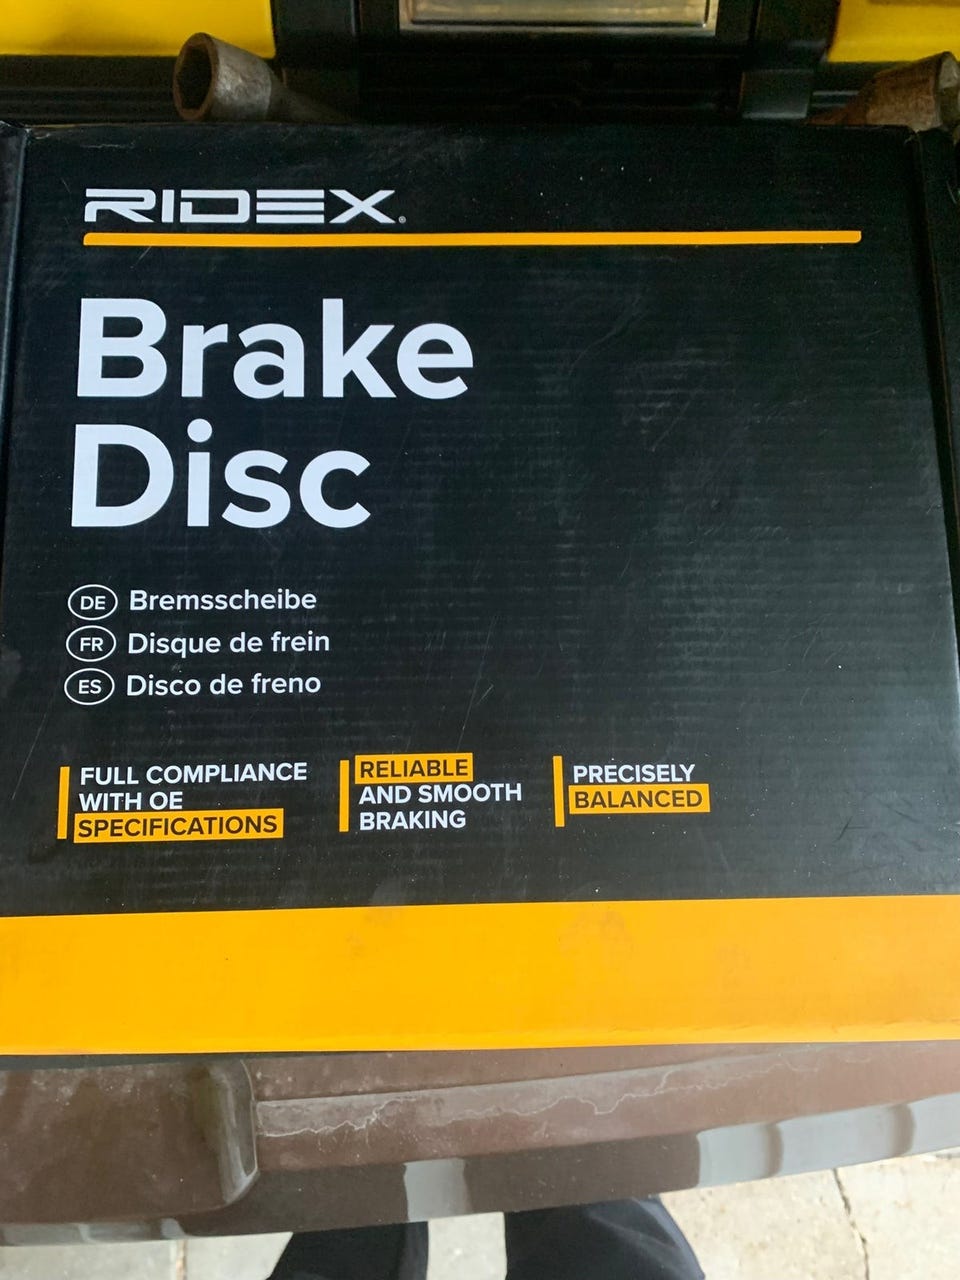 RIDEX®
Brake
Disc
DE Bremsscheibe
FR Disque de frein
ES Disco de freno
FULL COMPLIANCE
WITH OE
SPECIFICATIONS
RELIABLE
AND SMOOTH
BRAKING
PRECISELY
BALANCED